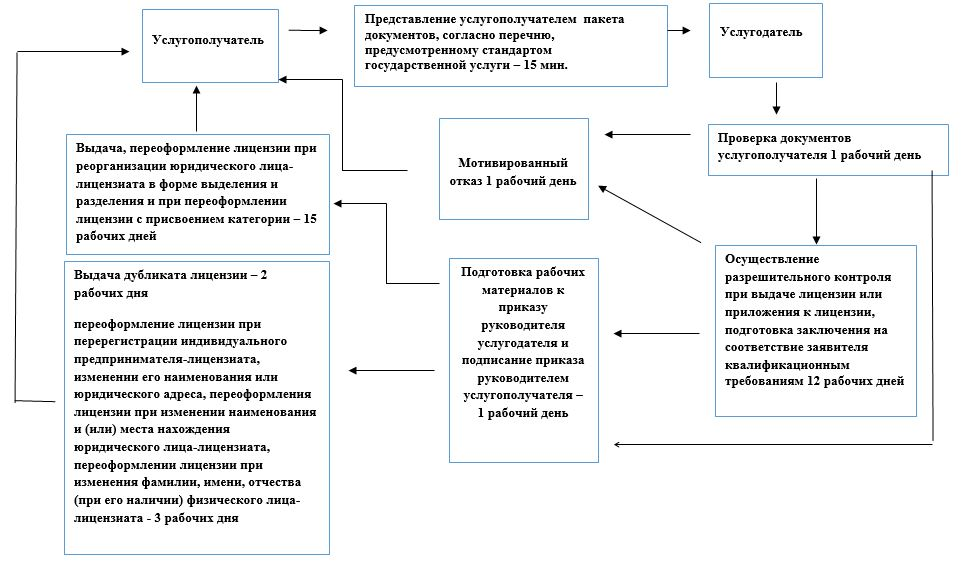 Услугополучатель
Представление услугополучателем пакета
документов, согласно перечню,
предусмотренному стандартом
государственной услуги – 15 мин.
Услугодатель
Проверка документов
услугополучателя 1 рабочий день
Мотивированный
отказ 1 рабочий день
Выдача, переоформление лицензии при
реорганизации юридического лица-
лицензиата в форме выделения и
разделения и при переоформлении
лицензии с присвоением категории – 15
рабочих дней
Осуществление
разрешительного контроля
при выдаче лицензии или
приложения к лицензии,
подготовка заключения на
соответствие заявителя
квалификационным
требованиям 12 рабочих дней
Подготовка рабочих
материалов к
приказу
руководителя
услугодателя и
подписание приказа
руководителем
услугополучателя –
1 рабочий день
Выдача дубликата лицензии – 2
рабочих дня
переоформление лицензии при
перерегистрации индивидуального
предпринимателя-лицензиата,
изменении его наименования или
юридического адреса, переоформления
лицензии при изменении наименования
и (или) места нахождения
юридического лица-лицензиата,
переоформлении лицензии при
изменения фамилии, имени, отчества
(при его наличии) физического лица-
лицензиата - 3 рабочих дня